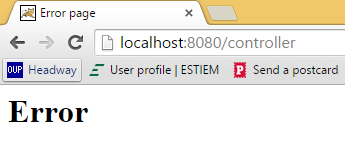 Error page
localhost:8080/controller
OUP Headway User profile | ESTIEM Send a postcard
Error